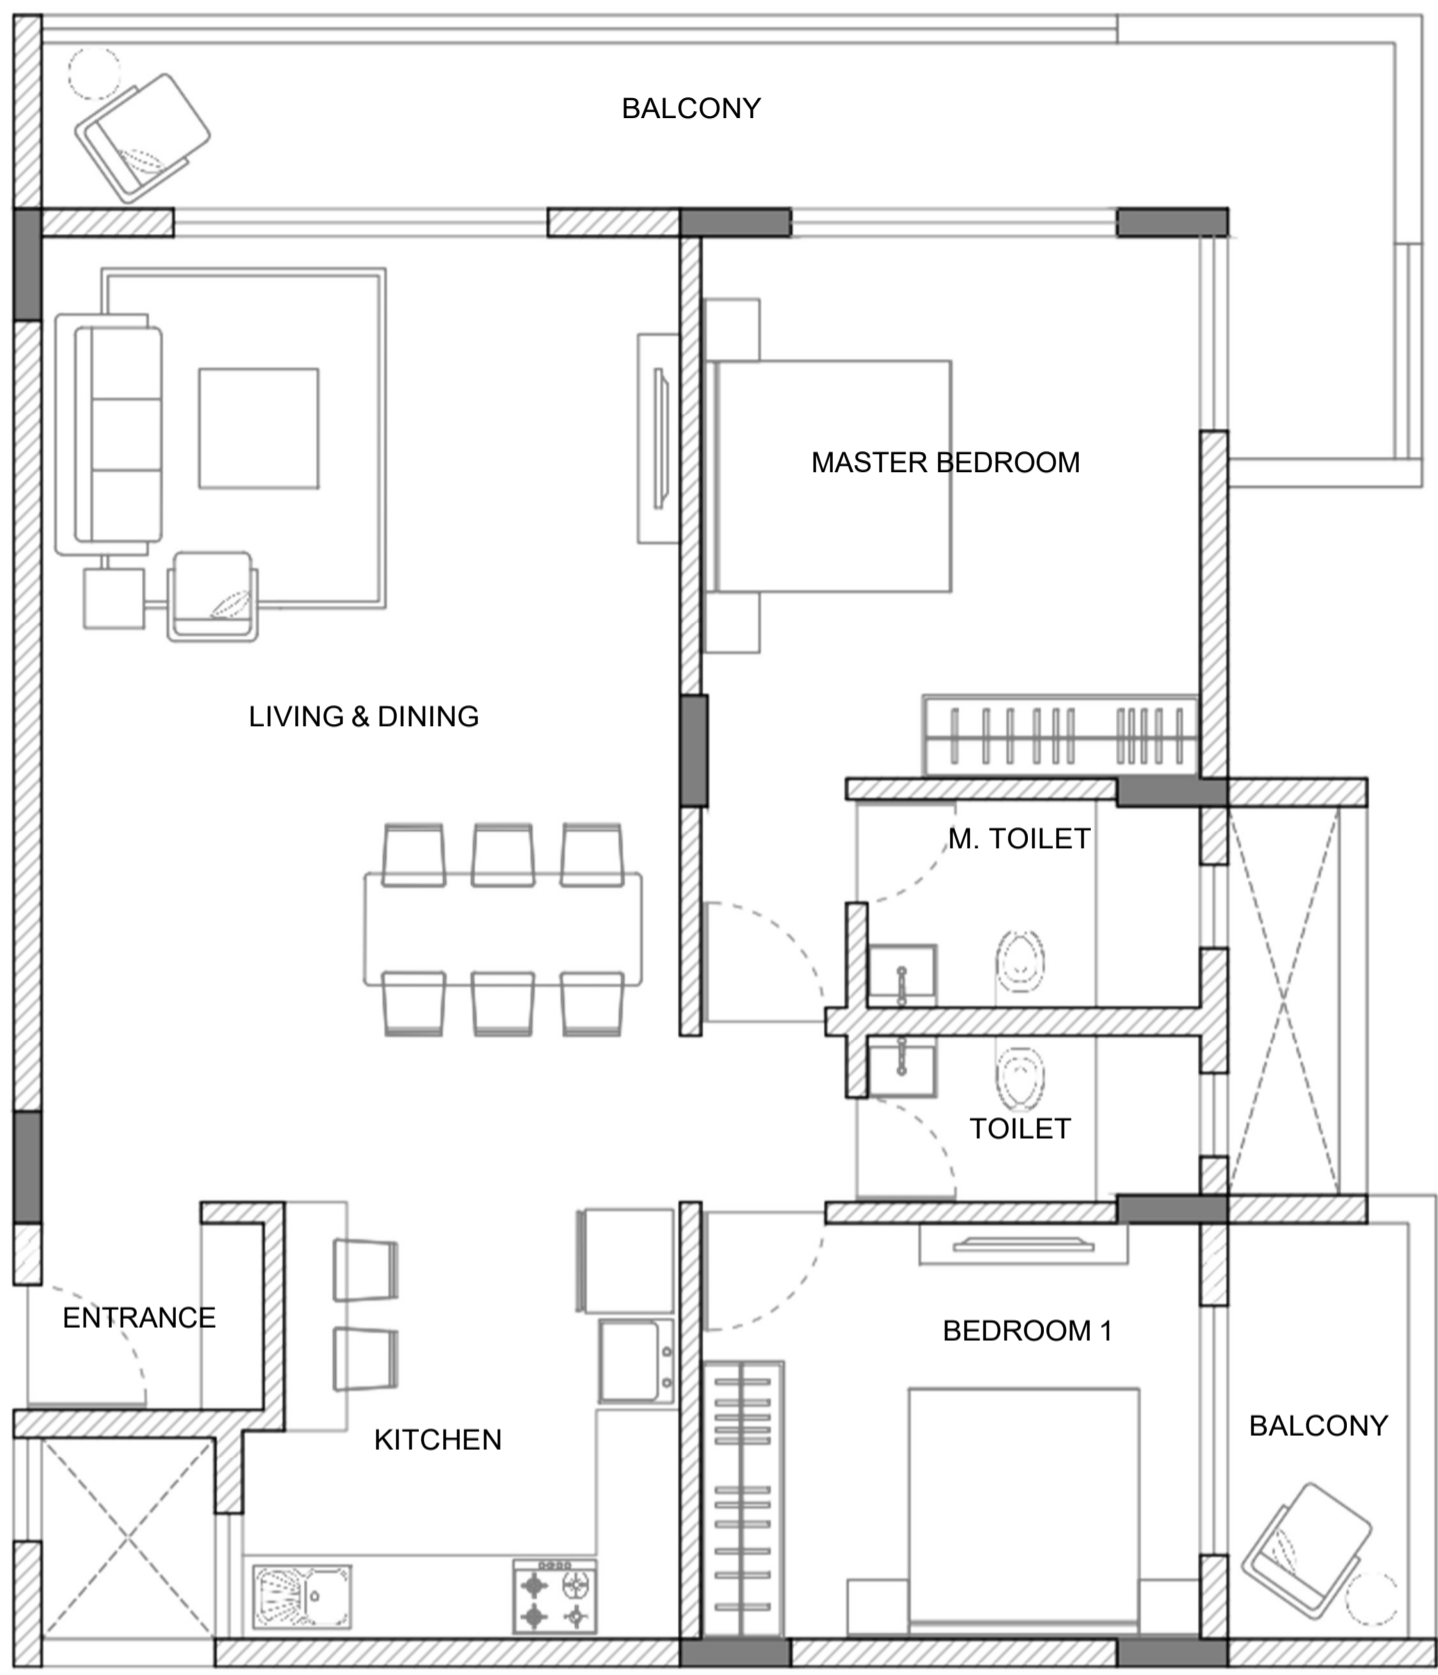 BALCONY
MASTER BEDROOM
LIVING & DINING
M. TOILET
TOILET
ENTRANCE
BEDROOM 1
BALCONY
KITCHEN